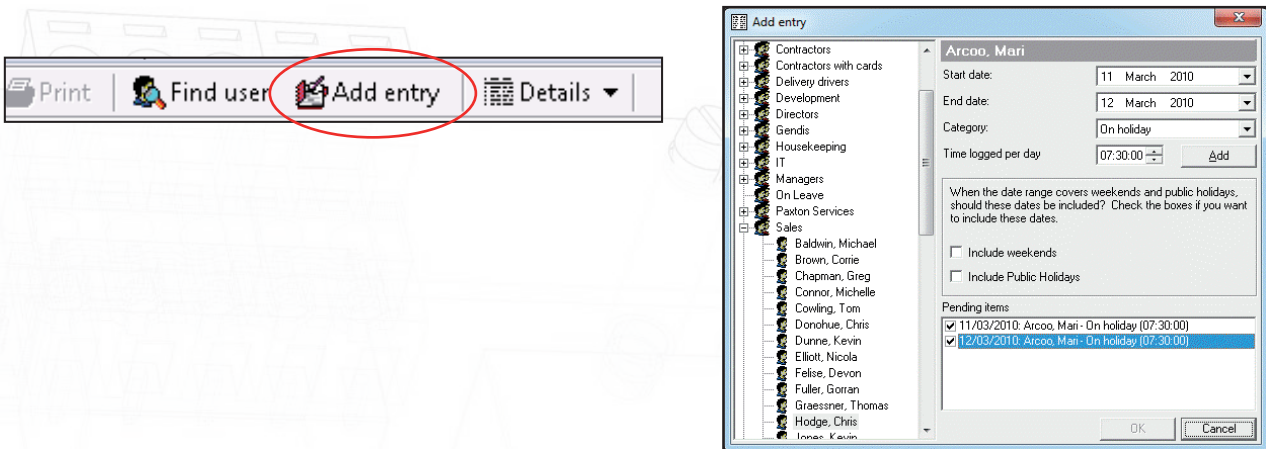 Print
Find user
Add entry
Details
Add entry
Contractors
Contractors with cards
Delivery drivers
Development
Directors
Gendis
Housekeeping
IT
Managers
On Leave
Paxton Services
Sales
Baldwin, Michael
Brown, Corrie
Chapman, Greg
Connor, Michelle
Cowling, Tom
Donohue, Chris
Dunne, Kevin
Elliott, Nicola
Felise, Devon
Fuller, Gorran
Graessner, Thomas
Hodge, Chris
Jones, Kevin
Arcoo, Mari
Start date: 11 March 2010
End date: 12 March 2010
Category: On holiday
Time logged per day 07:30:00 Add
When the date range covers weekends and public holidays,
should these dates be included? Check the boxes if you want
to include these dates.
Include weekends
Include Public Holidays
Pending items
11/03/2010: Arcoo, Mari - On holiday (07:30:00)
12/03/2010: Arcoo, Mari - On holiday (07:30:00)
OK Cancel